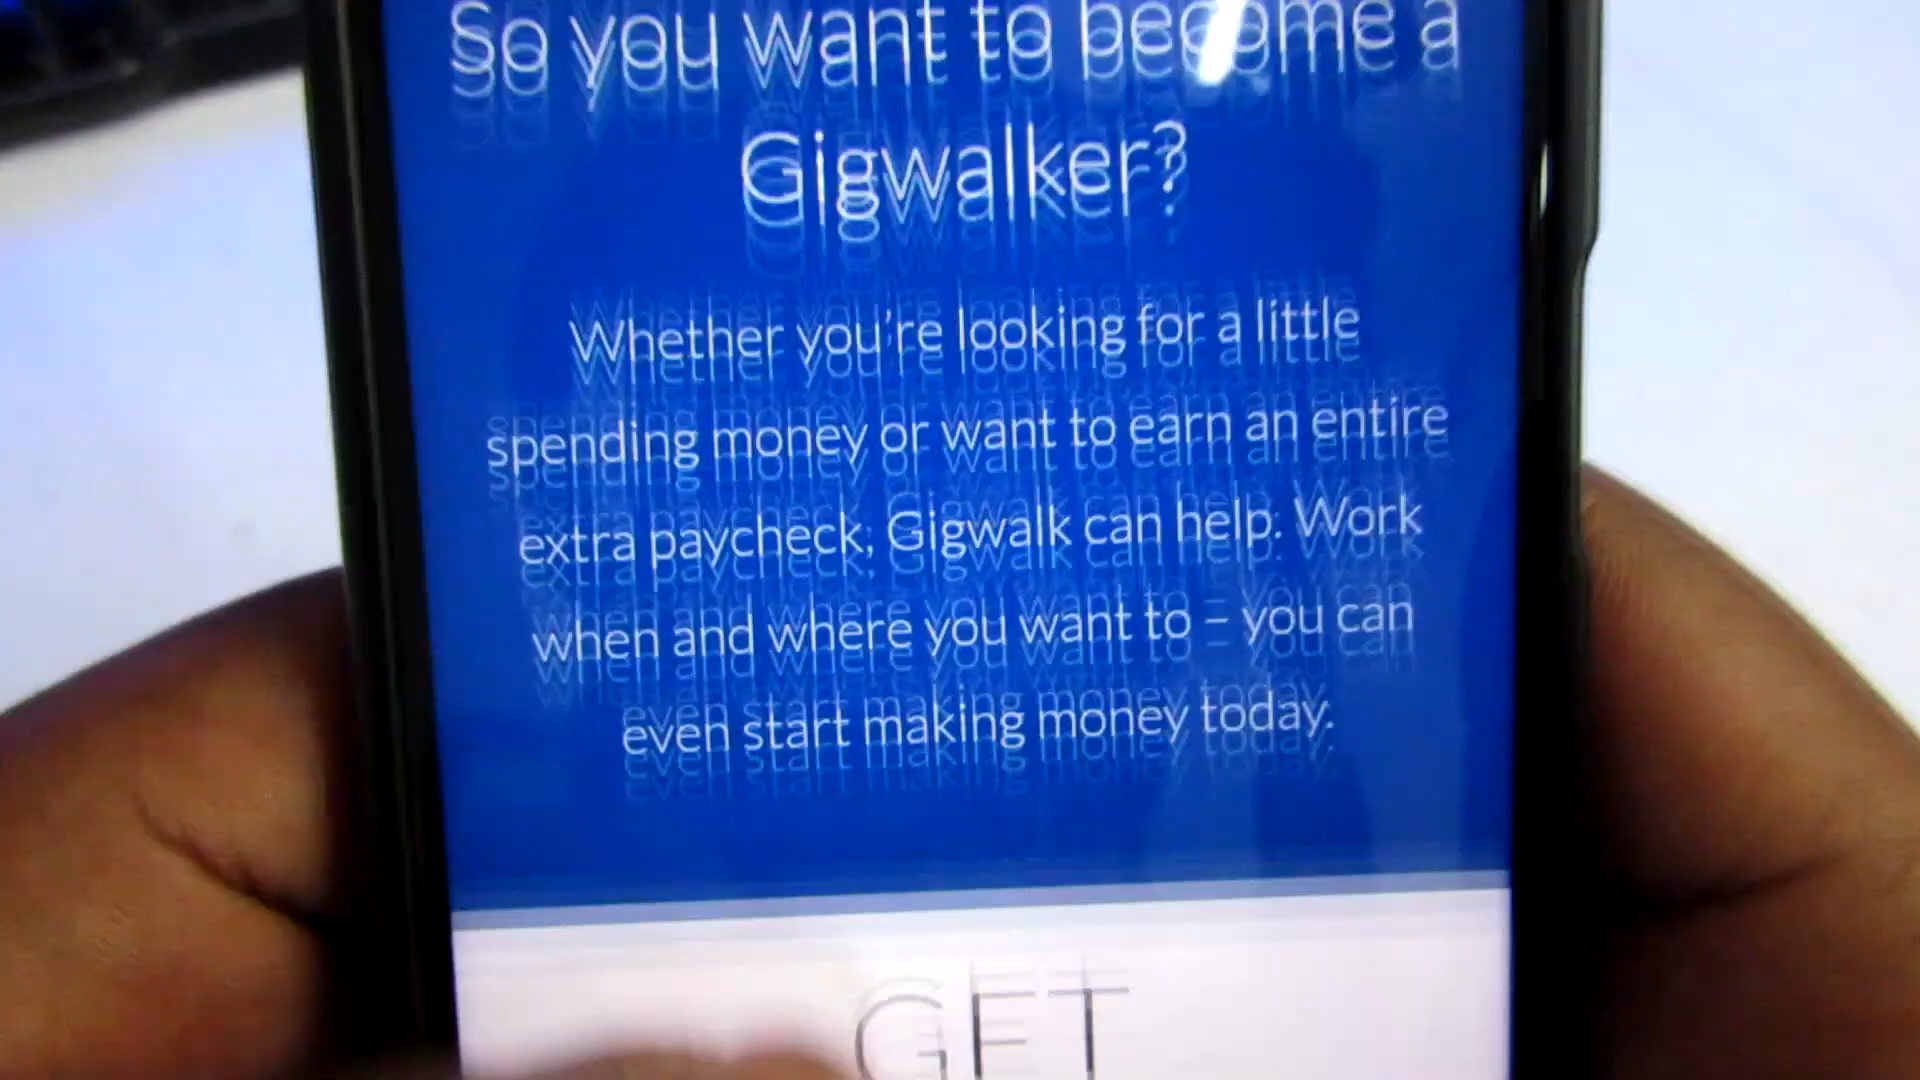 So you want to become a
Gigwalker?
Whether you're looking for a little
spending money or want to earn an entire
extra paycheck, Gigwalk can help. Work
when and where you want to – you can
even start making money today.
GET